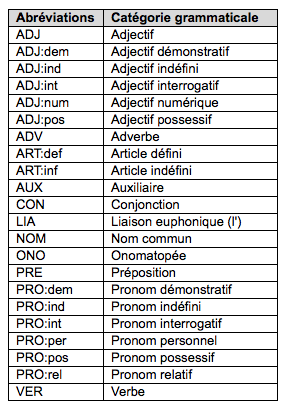 Abréviations Catégorie grammaticale
ADJ Adjectif
ADJ:dem Adjectif démonstratif
ADJ:ind Adjectif indéfini
ADJ:int Adjectif interrogatif
ADJ:num Adjectif numérique
ADJ:pos Adjectif possessif
ADV Adverbe
ART:def Article défini
ART:inf Article indéfini
AUX Auxiliaire
CON Conjonction
LIA Liaison euphonique (l')
NOM Nom commun
ONO Onomatopée
PRE Préposition
PRO:dem Pronom démonstratif
PRO:ind Pronom indéfini
PRO:int Pronom interrogatif
PRO:per Pronom personnel
PRO:pos Pronom possessif
PRO:rel Pronom relatif
VER Verbe